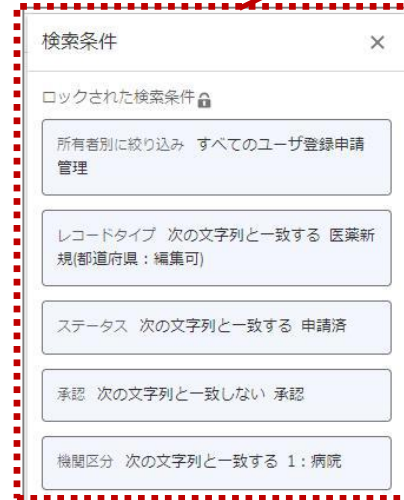 検索条件
ロックされた検索条件
所有者別に絞り込み すべてのユーザ登録申請
管理
レコードタイプ 次の文字列と一致する 医薬新
規(都道府県：編集可)
ステータス 次の文字列と一致する 申請済
承認 次の文字列と一致しない 承認
機関区分 次の文字列と一致する 1：病院